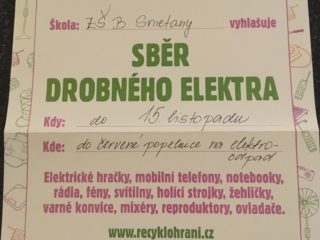 Škola: ZŠ B Smetany vyhlašuje
SBĚR
DROBNÉHO ELEKTRA
Kdy: do 15 listopadu
Kde: do červené popelnice na elektro-
odpad
Elektrické hračky, mobilní telefony, notebooky,
rádia, fény, svítilny, holicí strojky, žehličky,
varné konvice, mixéry, reproduktory, ovladače.
www.recyklohrani.cz